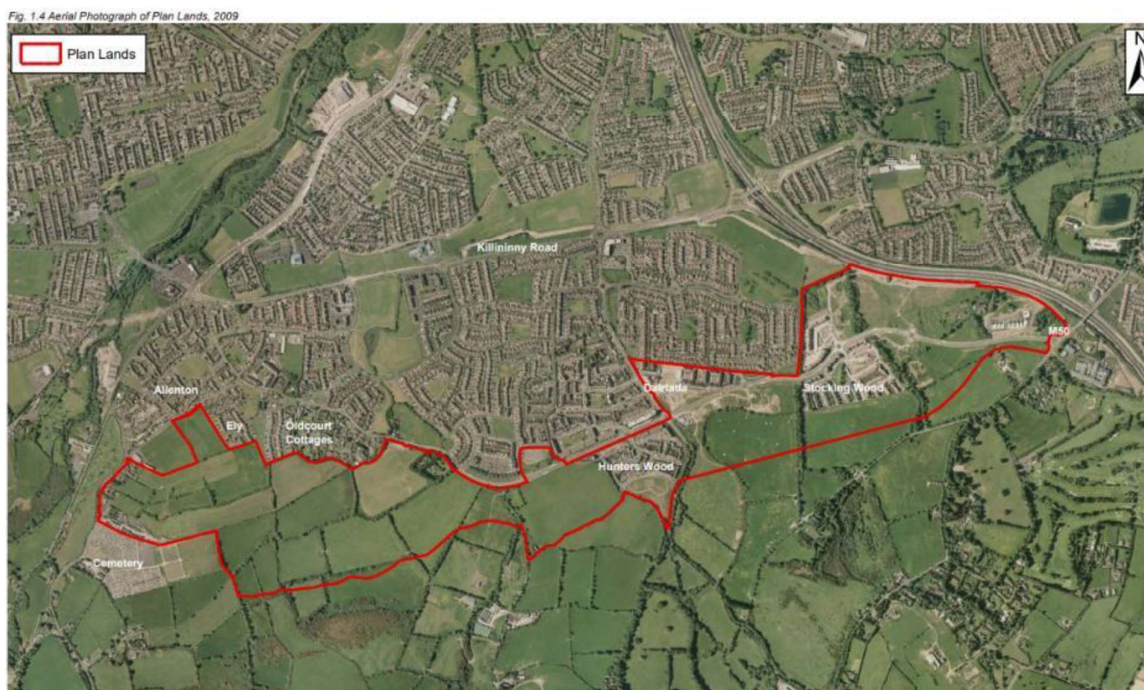 Fig. 1.4 Aerial Photograph of Plan Lands, 2009
Plan Lands
N
Killininny Road
M50
Dalriada
Stocking Wood
Allenton
Ely
Oldcourt
Cottages
Hunters Wood
Cemetery